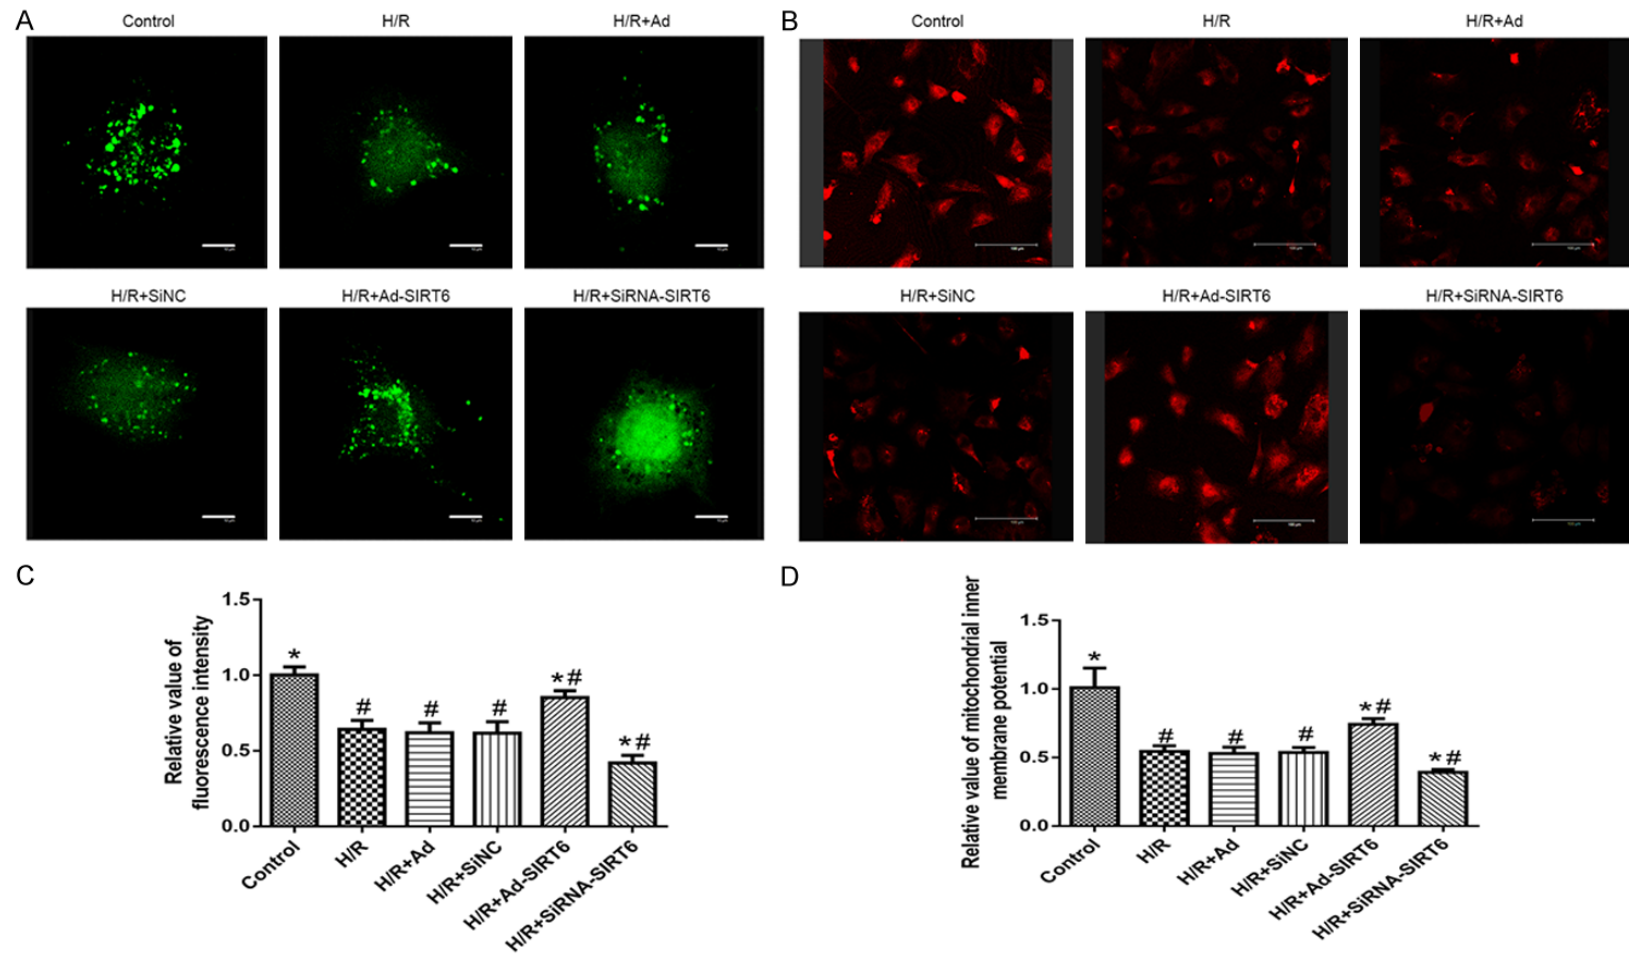 A
Control
H/R
H/R+Ad
H/R+SiNC
H/R+Ad-SIRT6
H/R+SiRNA-SIRT6
B
Control
H/R
H/R+Ad
100 μm
H/R+SiNC
H/R+Ad-SIRT6
H/R+SiRNA-SIRT6
C
Relative value of
fluorescence intensity
1.5
1.0
0.5
0.0
*
#
#
#
*#
*#
Control
H/R
H/R+Ad
H/R+SiNC
H/R+Ad-SIRT6
H/R+SiRNA-SIRT6
D
Relative value of mitochondrial inner
membrane potential
1.5
1.0
0.5
0.0
*
#
#
#
*#
*#
Control
H/R
H/R+Ad
H/R+SiNC
H/R+Ad-SIRT6
H/R+SiRNA-SIRT6